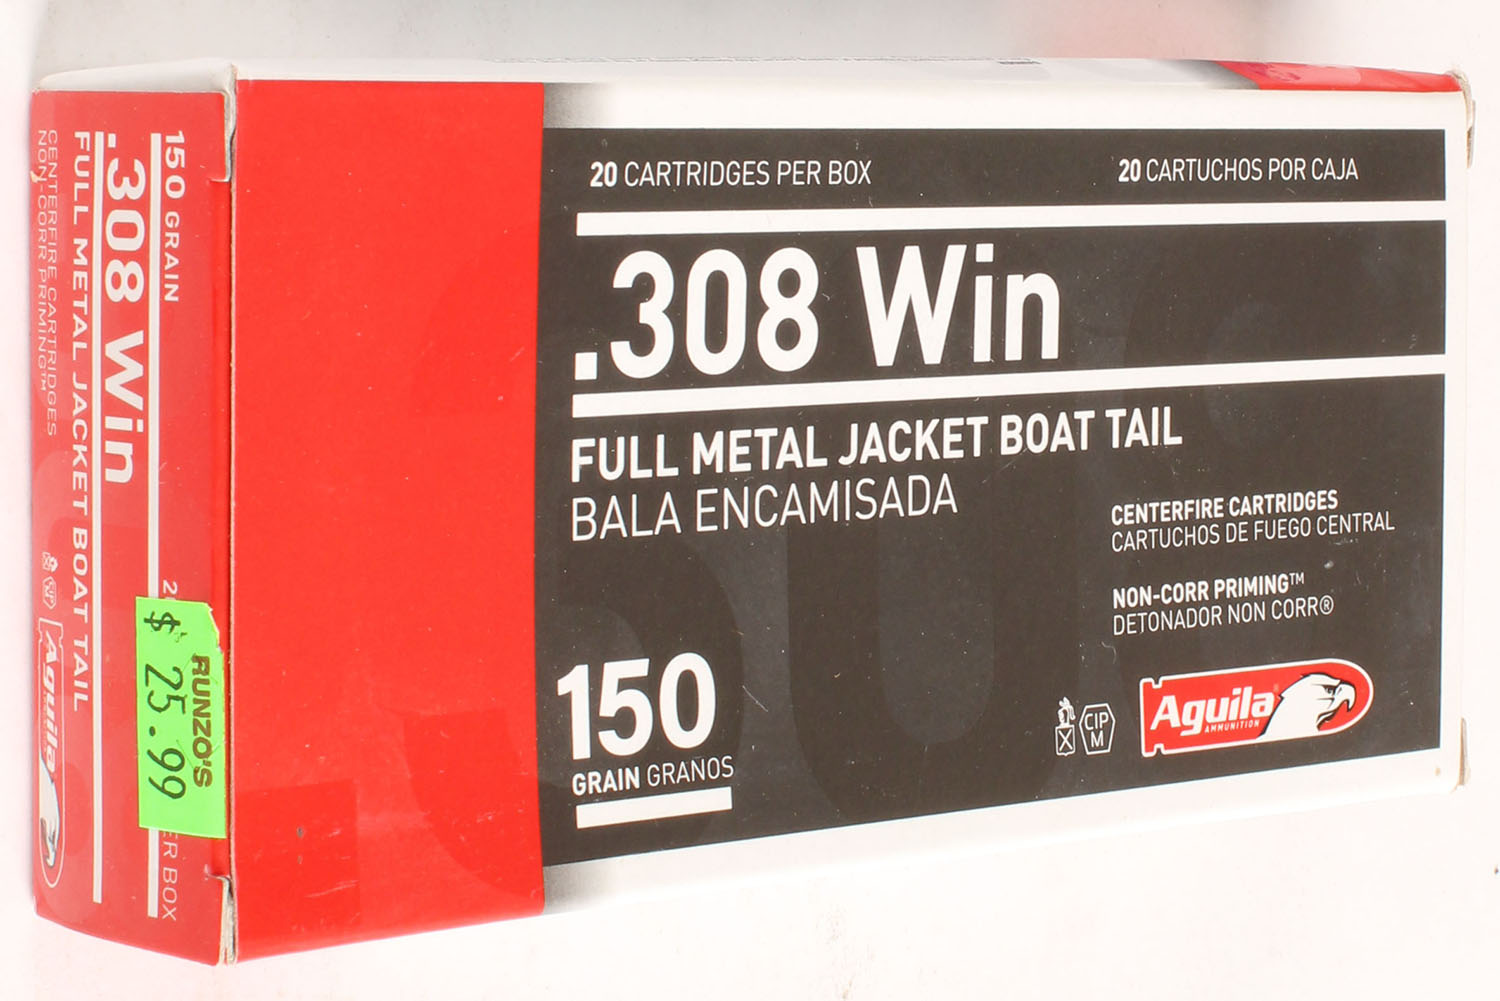 20 CARTRIDGES PER BOX
20 CARTUCHOS POR CAJA
.308 Win
FULL METAL JACKET BOAT TAIL
BALA ENCAMISADA
CENTERFIRE CARTRIDGES
CARTUCHOS DE FUEGO CENTRAL
NON-CORR PRIMING™
DETONADOR NON CORR®
150
GRAIN GRANOS
CIP
M
Aguila
AMMUNITION
150 GRAIN
BOX
.308 Win
FULL METAL JACKET BOAT TAIL
CENTERFIRE CARTRIDGES
NON-CORR PRIMING™
Aguila
RUNZO'S
$ 25.99